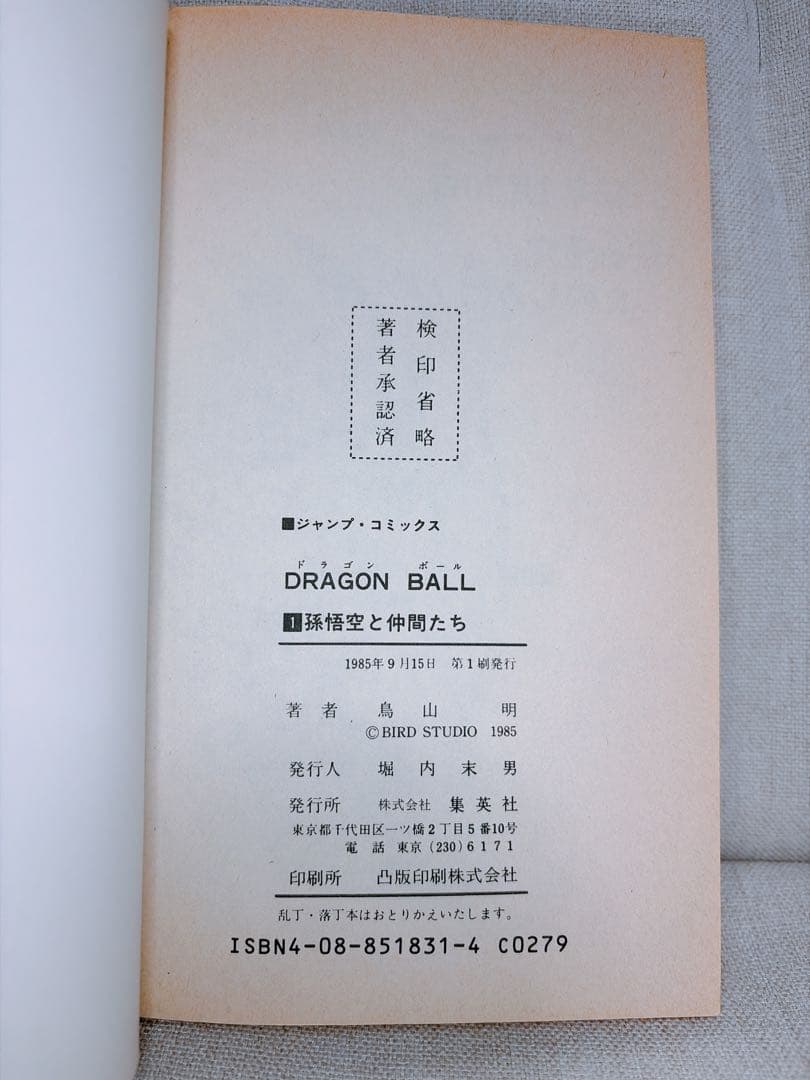 検印省略
著者承認済
■ジャンプ・コミックス
ドラゴン ボール
DRAGON BALL
1孫悟空と仲間たち
1985年9月15日 第1刷発行
著者 鳥山 明
©BIRD STUDIO 1985
発行人 堀内末男
発行所 株式会社 集英社
東京都千代田区一ツ橋2丁目5番10号
電話 東京(230)6171
印刷所 凸版印刷株式会社
乱丁・落丁本はおとりかえいたします。
ISBN4-08-851831-4 C0279